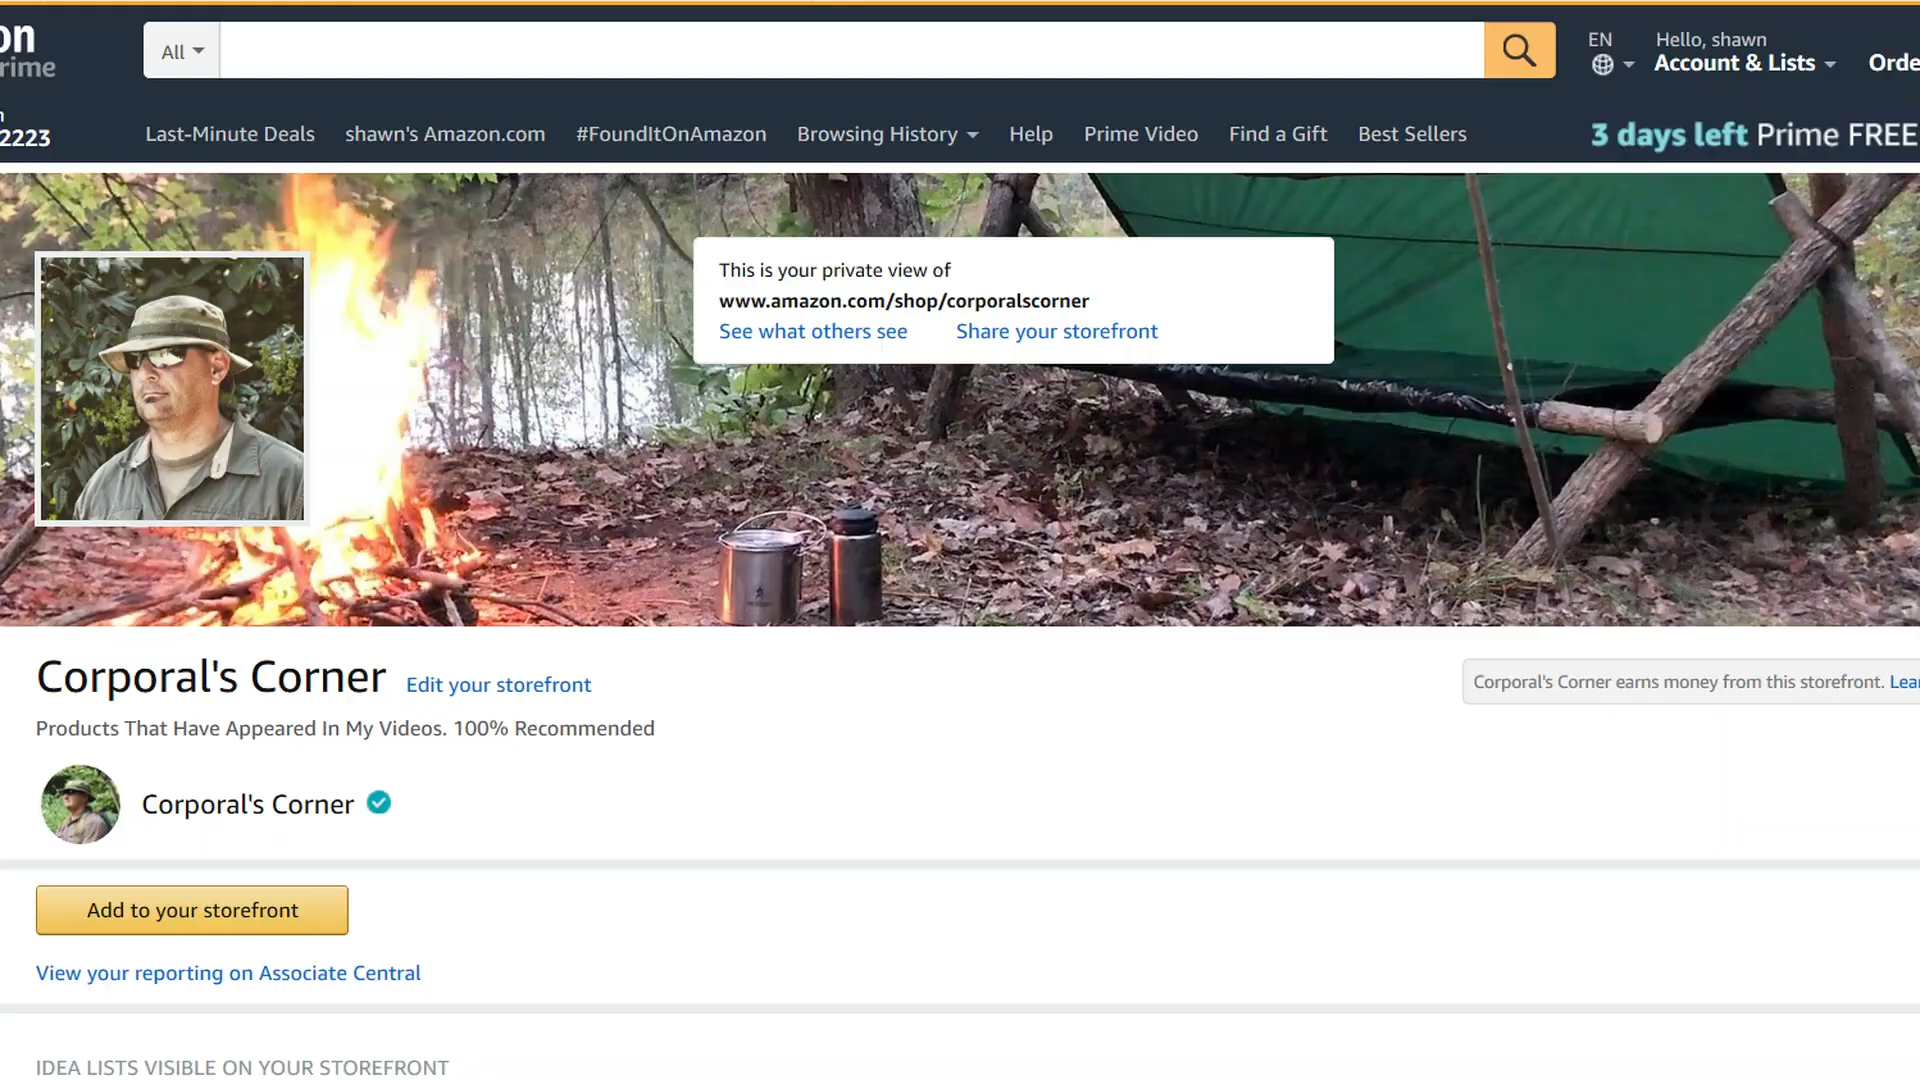 on
rime
All
EN
Hello, shawn
Account & Lists
Orde
n
2223
Last-Minute Deals
shawn's Amazon.com
#FoundItOnAmazon
Browsing History
Help
Prime Video
Find a Gift
Best Sellers
3 days left Prime FREE
This is your private view of
www.amazon.com/shop/corporalscorner
See what others see
Share your storefront
Corporal's Corner
Edit your storefront
Corporal's Corner earns money from this storefront. Lear
Products That Have Appeared In My Videos. 100% Recommended
Corporal's Corner
Add to your storefront
View your reporting on Associate Central
IDEA LISTS VISIBLE ON YOUR STOREFRONT